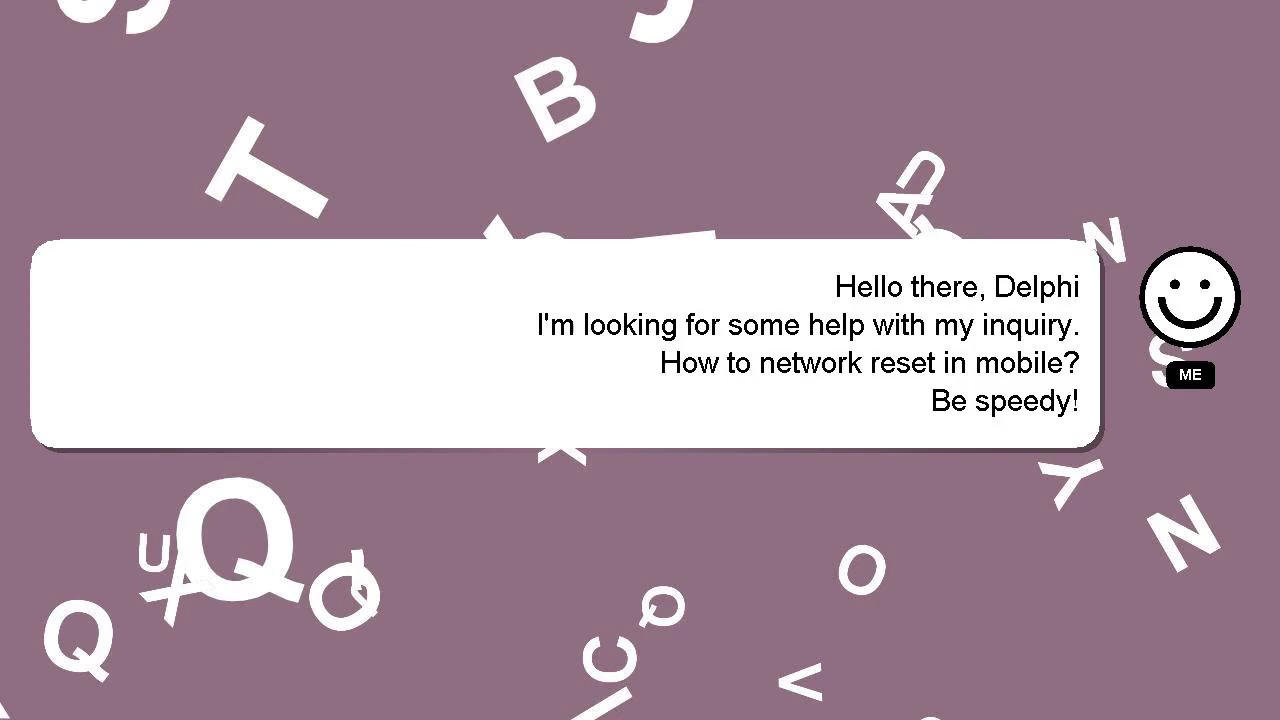 Hello there, Delphi
I'm looking for some help with my inquiry.
How to network reset in mobile?
Be speedy!
ME
B
T
U
A
N
S
X
Y
N
Q
U
X
Q
Q
O
Q
C
V